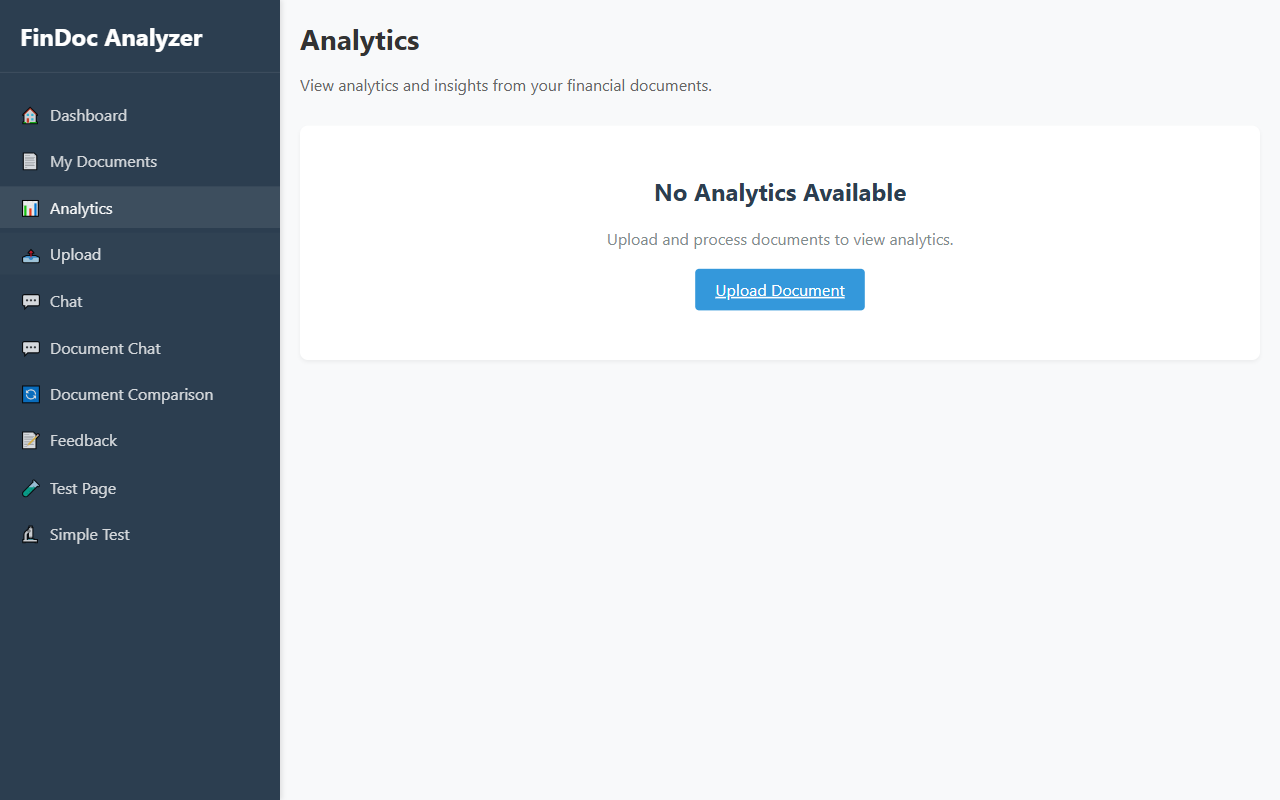 FinDoc Analyzer
Dashboard
My Documents
Analytics
Upload
Chat
Document Chat
Document Comparison
Feedback
Test Page
Simple Test
Analytics
View analytics and insights from your financial documents.
No Analytics Available
Upload and process documents to view analytics.
Upload Document